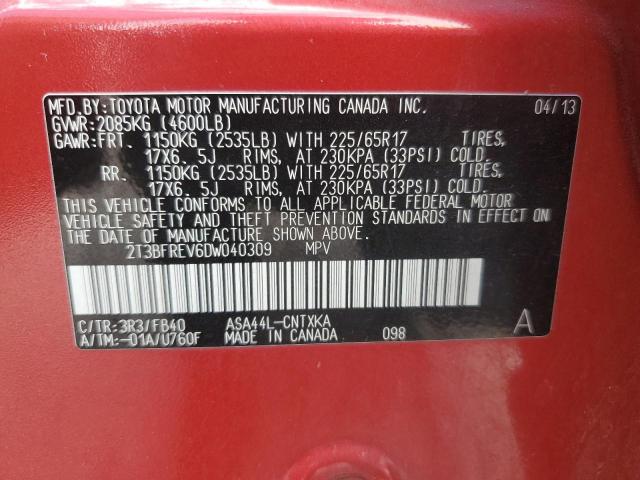 MFD.BY:TOYOTA MOTOR MANUFACTURING CANADA INC. 04/13
GVWR:2085KG (4600LB)
GAWR:FRT. 1150KG (2535LB) WITH 225/65R17 TIRES,
17X6.5J RIMS, AT 230KPA (33PSI) COLD.
RR. 1150KG (2535LB) WITH 225/65R17 TIRES,
17X6.5J RIMS, AT 230KPA (33PSI) COLD.
THIS VEHICLE CONFORMS TO ALL APPLICABLE FEDERAL MOTOR
VEHICLE SAFETY AND THEFT PREVENTION STANDARDS IN EFFECT ON
THE DATE OF MANUFACTURE SHOWN ABOVE.
2T3BFREV6DW040309 MPV
C/TR:3R3/FB40 ASA44L-CNTXKA
A/TM:-01A/U760F MADE IN CANADA 098 A